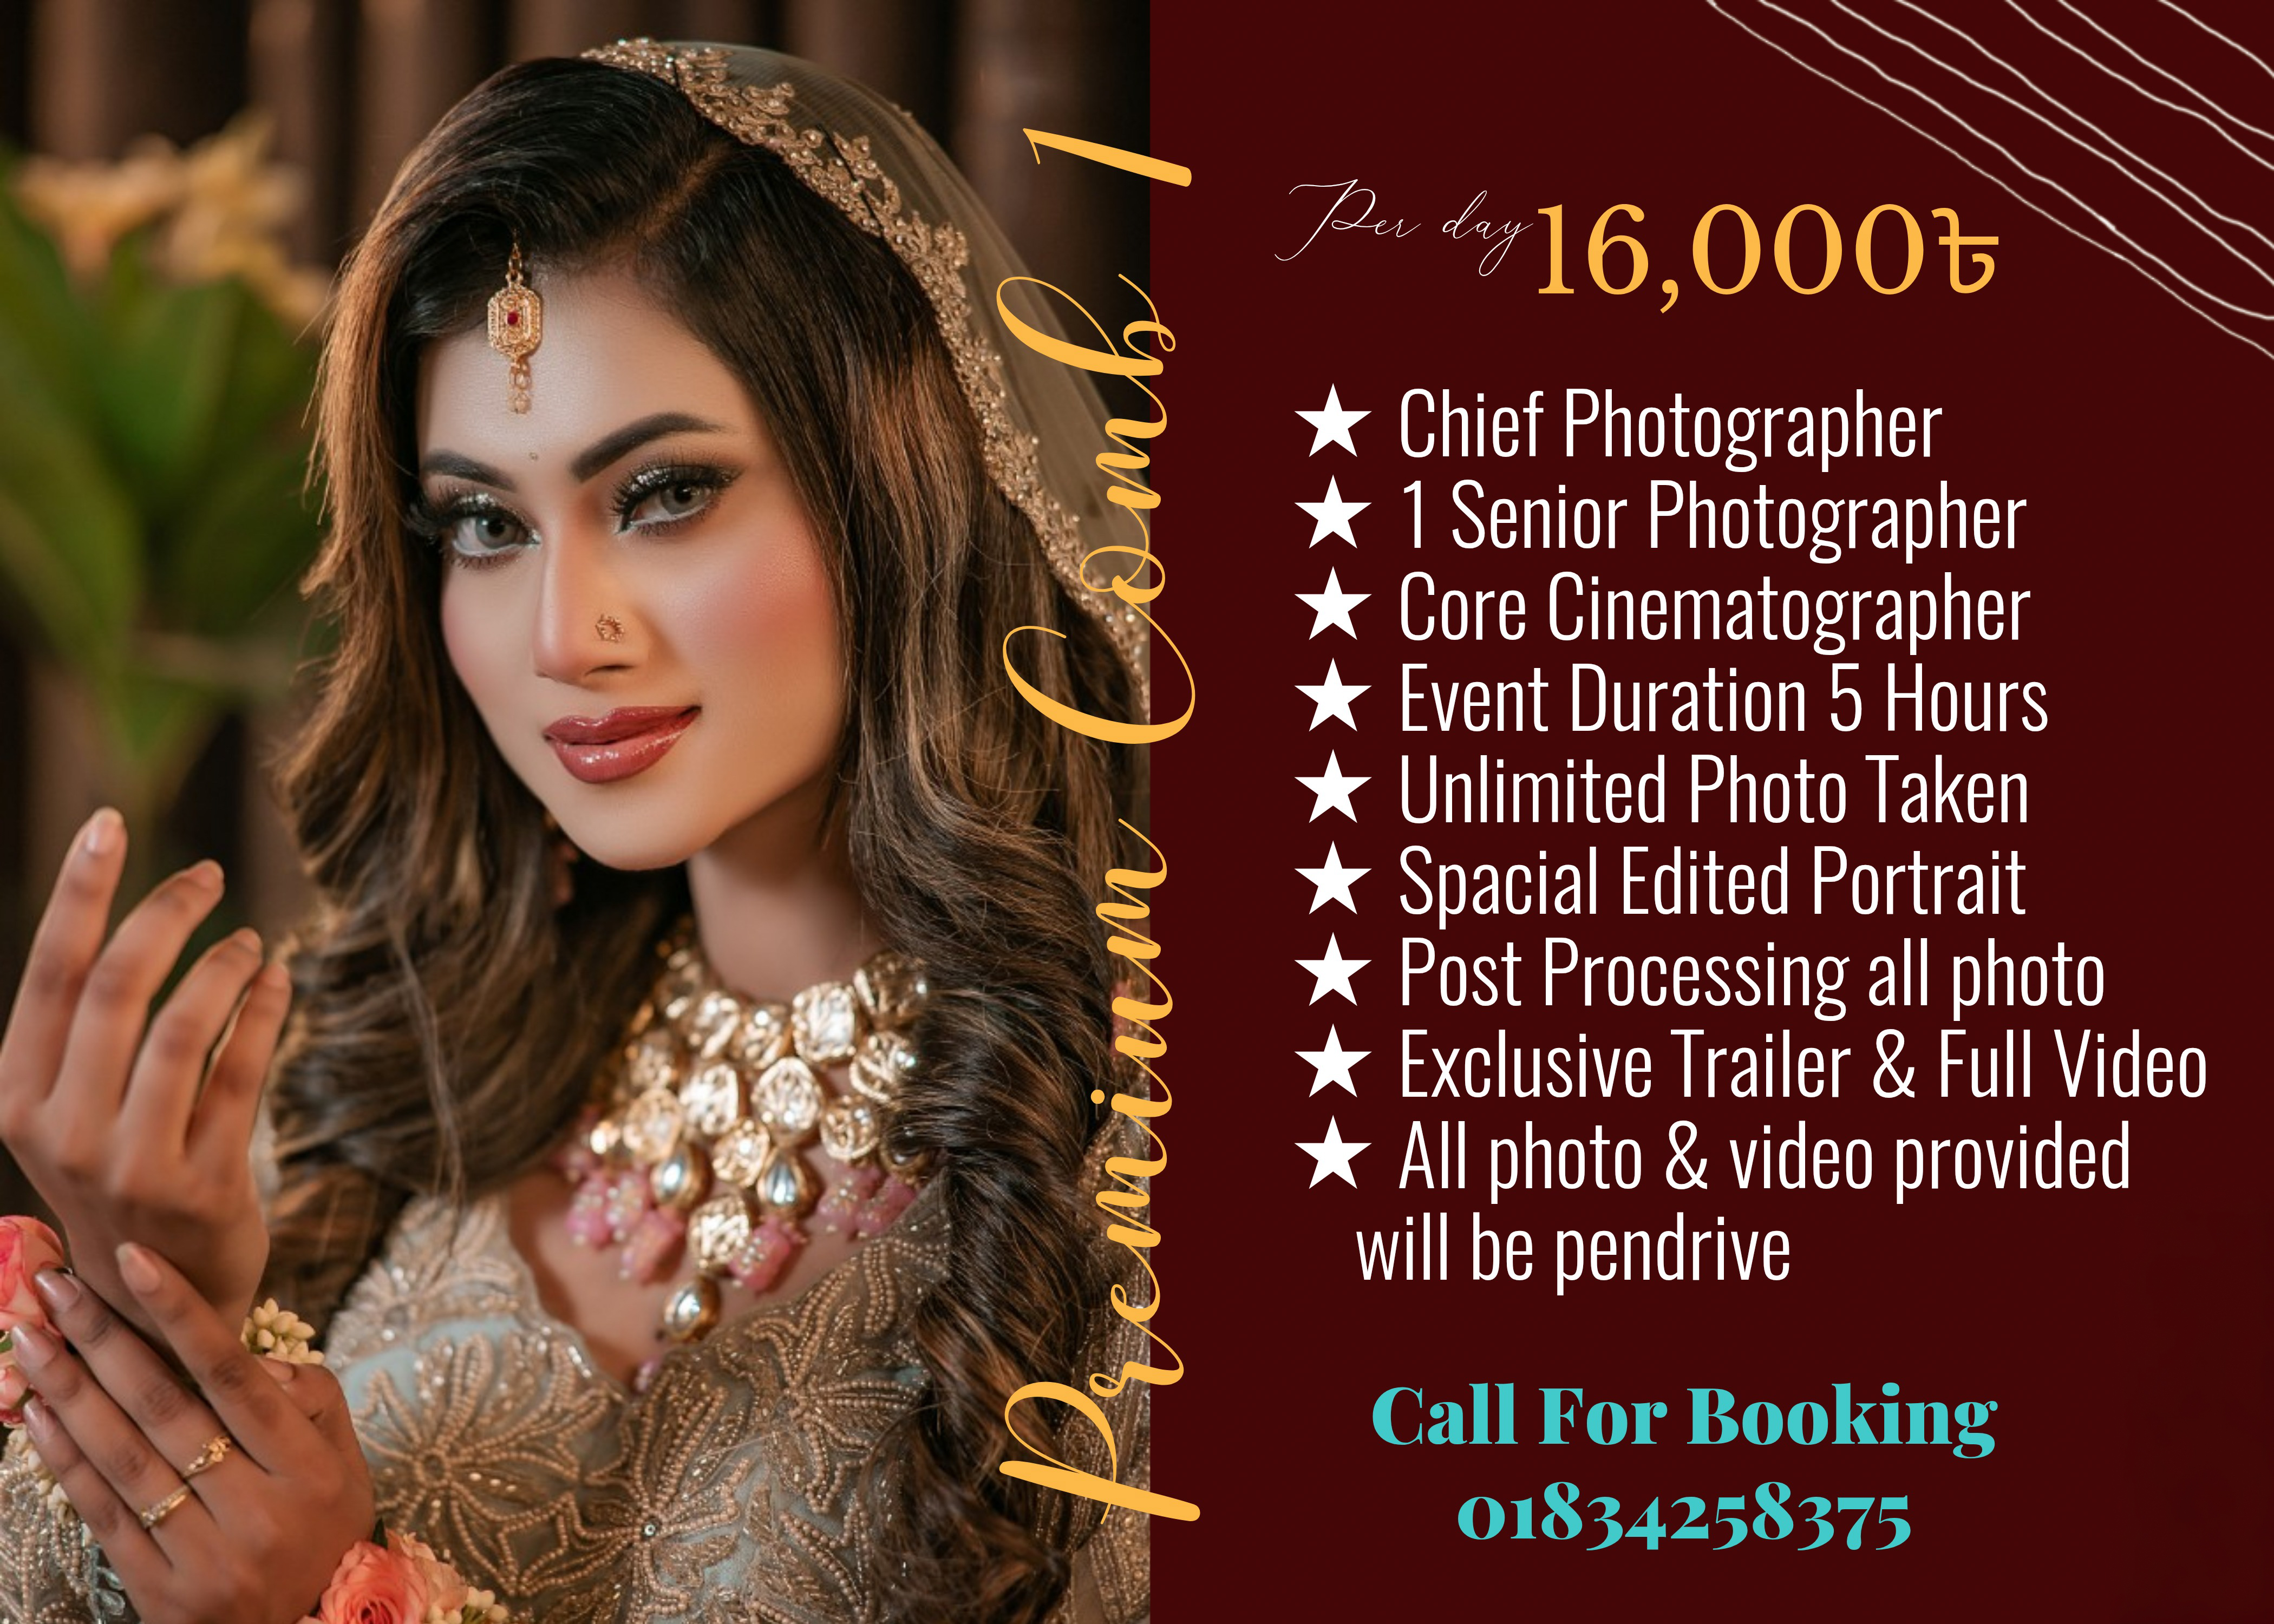 Premium Comb 1
Per day 16,000৳
★ Chief Photographer
★ 1 Senior Photographer
★ Core Cinematographer
★ Event Duration 5 Hours
★ Unlimited Photo Taken
★ Spacial Edited Portrait
★ Post Processing all photo
★ Exclusive Trailer & Full Video
★ All photo & video provided
will be pendrive
Call For Booking
01834258375